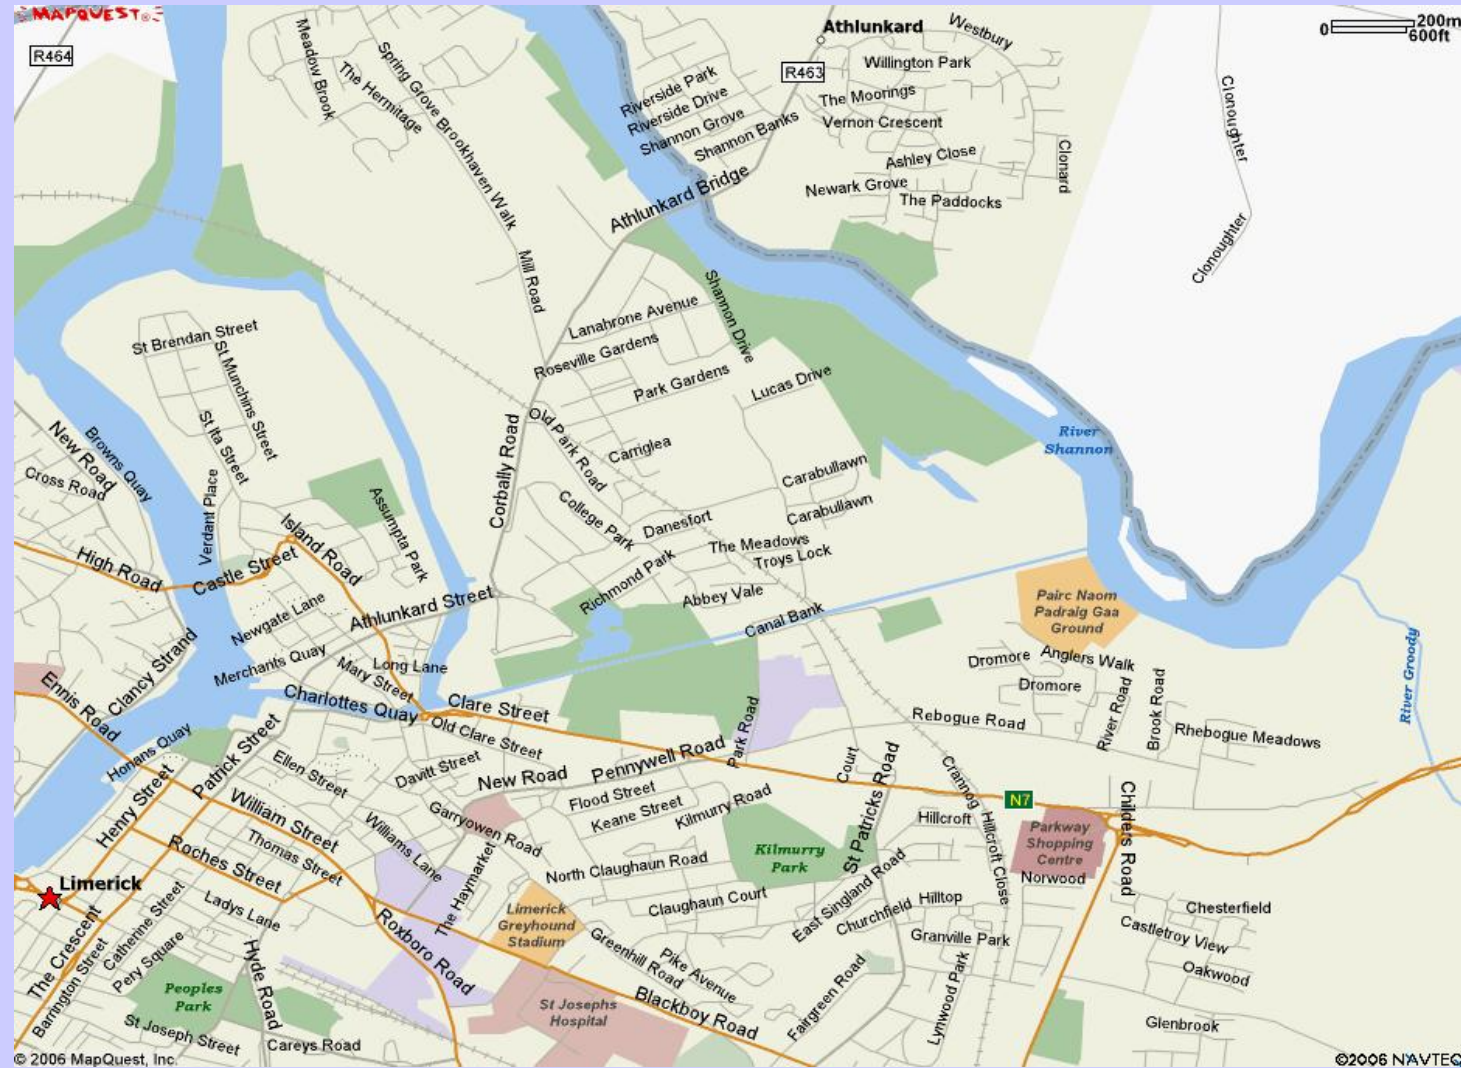 MAPQUEST
R464
Meadow Brook
The Hermitage
Spring Grove Brookhaven Walk
Mill Road
Athlunkard
Westbury
R463
Willington Park
The Moorings
Vernon Crescent
Riverside Park
Riverside Drive
Shannon Grove
Shannon Banks
Athlunkard Bridge
Ashley Close
Newark Grove
The Paddocks
Clonard
Clonoughter
Clonoughter
0 200m
600ft
St Brendan Street
St Munchins Street
St Ita Street
Lanahrone Avenue
Shannon Drive
Roseville Gardens
Park Gardens
Lucas Drive
Old Park Road
Corbally Road
Carriglea
River
Shannon
New Road
Browns Quay
Cross Road
Verdant Place
Assumpta Park
College Park
Danesfort
Carabullawn
Carabullawn
The Meadows
Troys Lock
Richmond Park
Abbey Vale
Canal Bank
High Road
Castle Street
Island Road
Newgate Lane
Athlunkard Street
Merchants Quay
Mary Street
Long Lane
Clancy Strand
Ennis Road
Honans Quay
Charlottes Quay
Clare Street
Old Clare Street
Pairc Naom
Padraig Gaa
Ground
Dromore
Anglers Walk
Dromore
River Road
Brook Road
River Groody
Rebogue Road
Rhebogue Meadows
Park Road
Patrick Street
Ellen Street
Davitt Street
New Road
Pennywell Road
Flood Street
Keane Street
Kilmurry Road
Court
St Patricks Road
Crannog
Hillcroft Close
N7
Hillcroft
Childers Road
Parkway
Shopping
Centre
Norwood
Henry Street
William Street
Williams Lane
Garryowen Road
Thomas Street
Roches Street
The Haymarket
North Claughaun Road
Kilmurry
Park
Claughaun Court
East Singland Road
Churchfield
Hilltop
Granville Park
Chesterfield
Castletroy View
Oakwood
Limerick
Ladys Lane
Catherine Street
The Crescent
Barrington Street
Pery Square
Hyde Road
Roxboro Road
Limerick
Greyhound
Stadium
Greenhill Road
Pike Avenue
Blackboy Road
Fairgreen Road
Lynwood Park
Glenbrook
Peoples
Park
St Joseph Street
Careys Road
St Josephs
Hospital
© 2006 MapQuest, Inc.
©2006 NAVTEQ